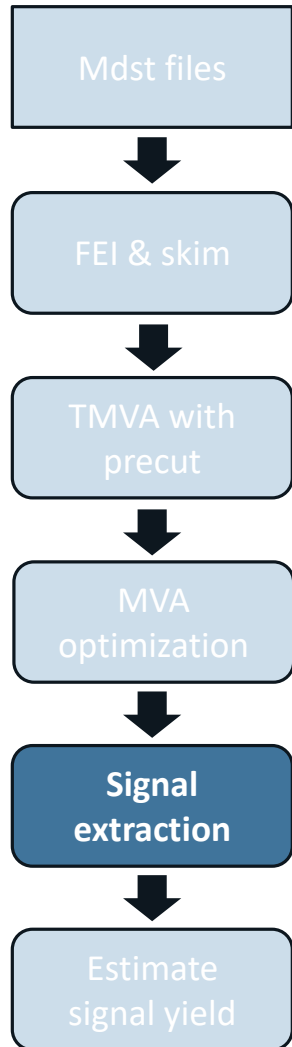 Mdst files
FEI & skim
TMVA with
precut
MVA
optimization
Signal
extraction
Estimate
signal yield